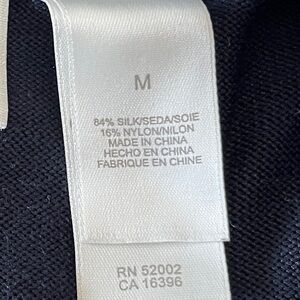 M
84% SILK/SEDA/SOIE
16% NYLON/NILON
MADE IN CHINA
HECHO EN CHINA
FABRIQUE EN CHINE
RN 52002
CA 16396